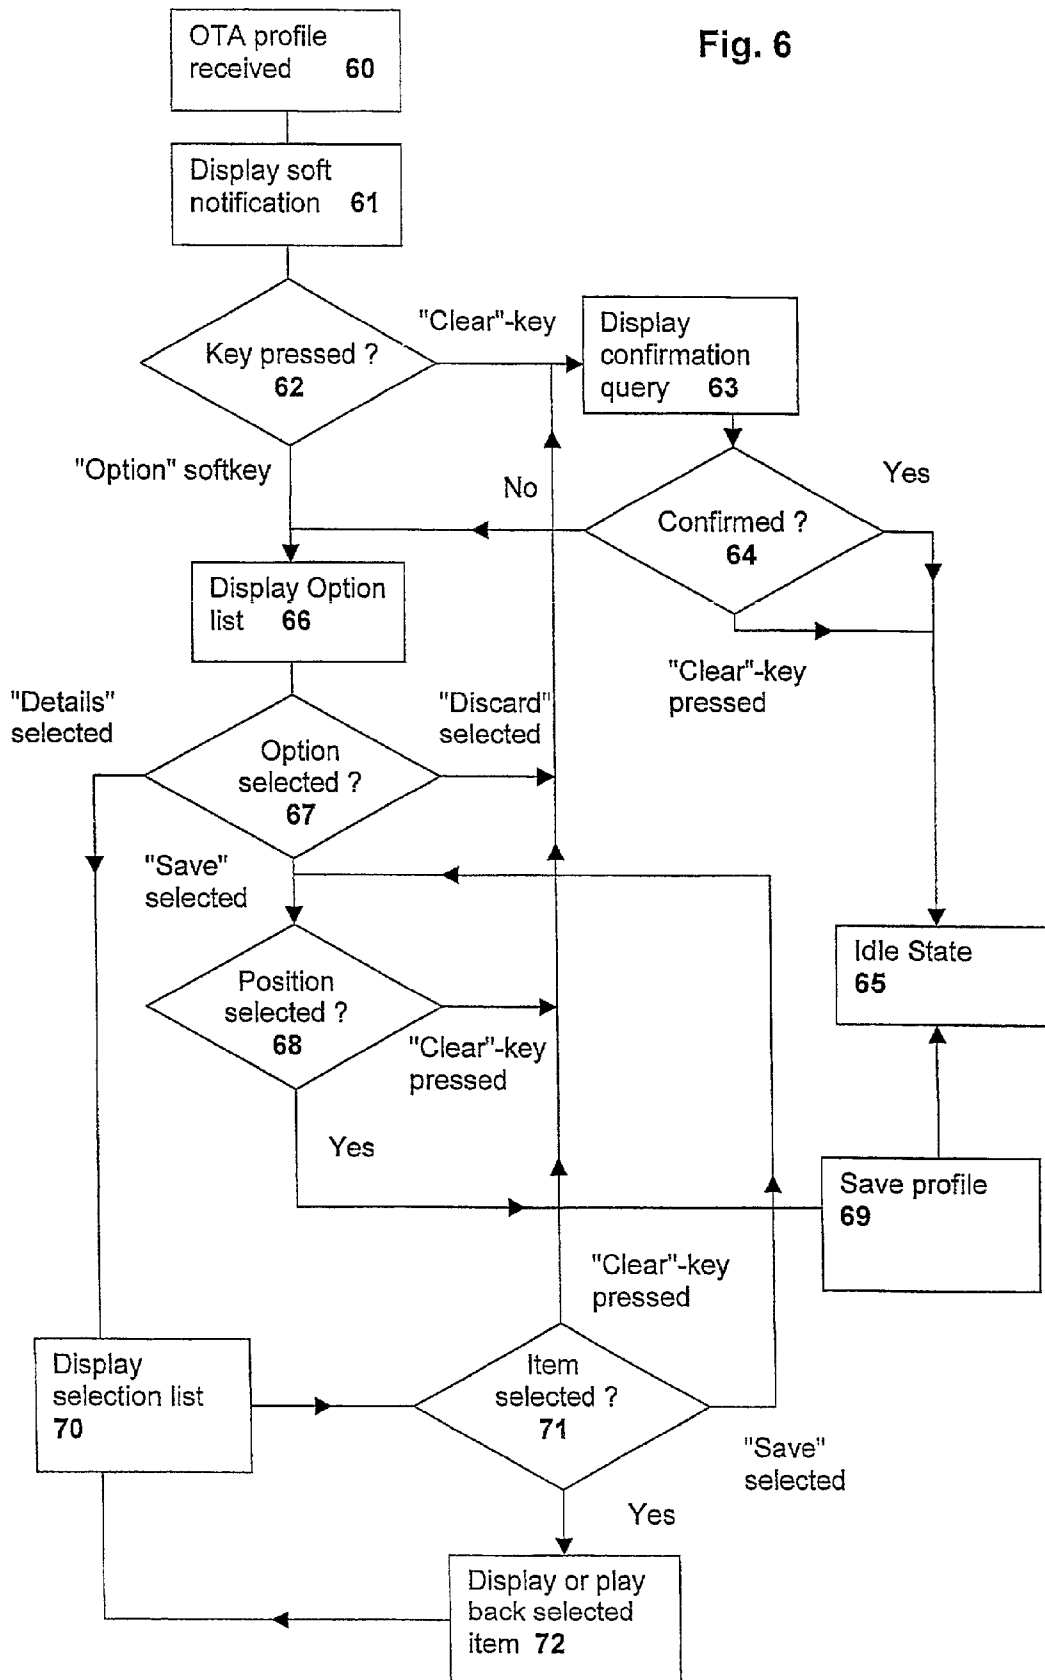 Fig. 6
OTA profile
received 60
Display soft
notification 61
"Clear"-key
Display
confirmation
query 63
Key pressed ?
62
"Option" softkey
No
Yes
Confirmed ?
64
Display Option
list 66
"Clear"-key
pressed
"Details"
selected
"Discard"
selected
Option
selected ?
67
"Save"
selected
Idle State
65
Position
selected ?
68
"Clear"-key
pressed
Yes
Save profile
69
"Clear"-key
pressed
Display
selection list
70
Item
selected ?
71
"Save"
selected
Yes
Display or play
back selected
item 72